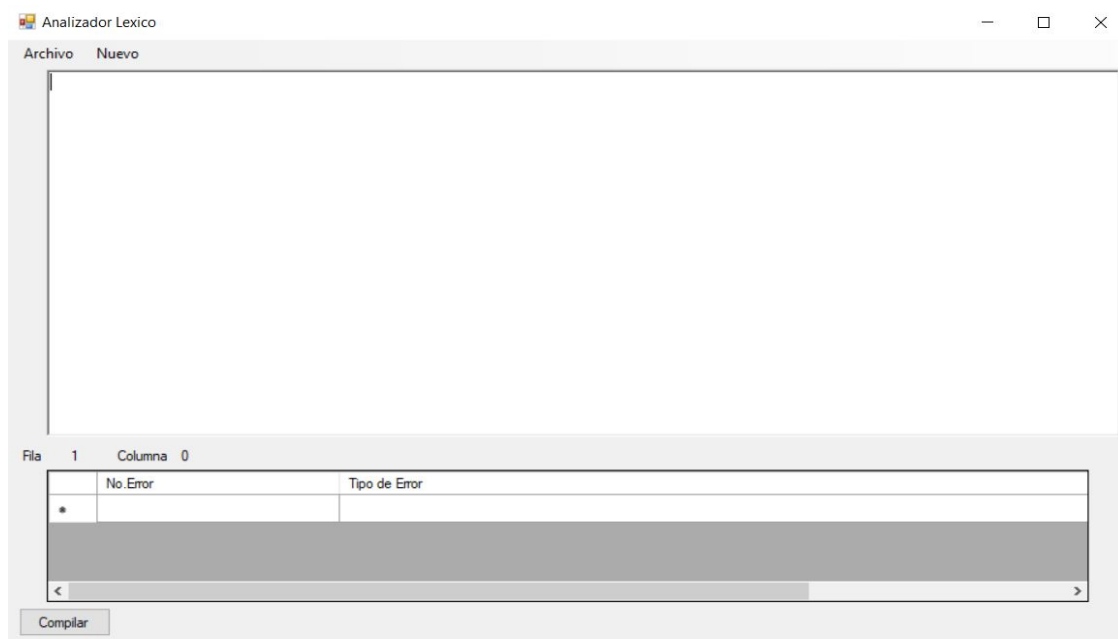 Analizador Lexico
Archivo Nuevo
Fila 1 Columna 0
No.Error Tipo de Error
Compilar